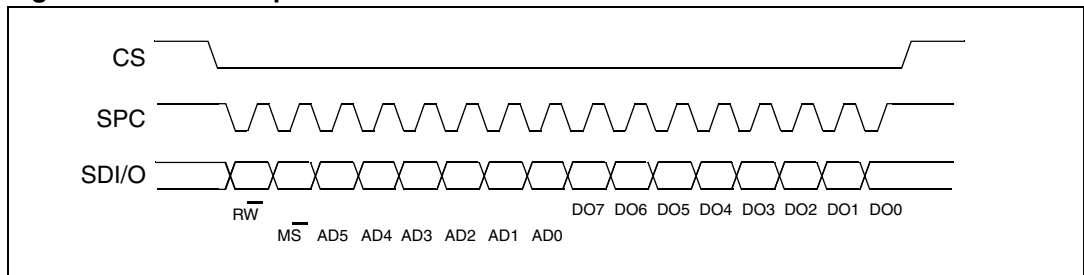 CS
SPC
SDI/O
RW DO7 DO6 DO5 DO4 DO3 DO2 DO1 DO0
MS AD5 AD4 AD3 AD2 AD1 AD0